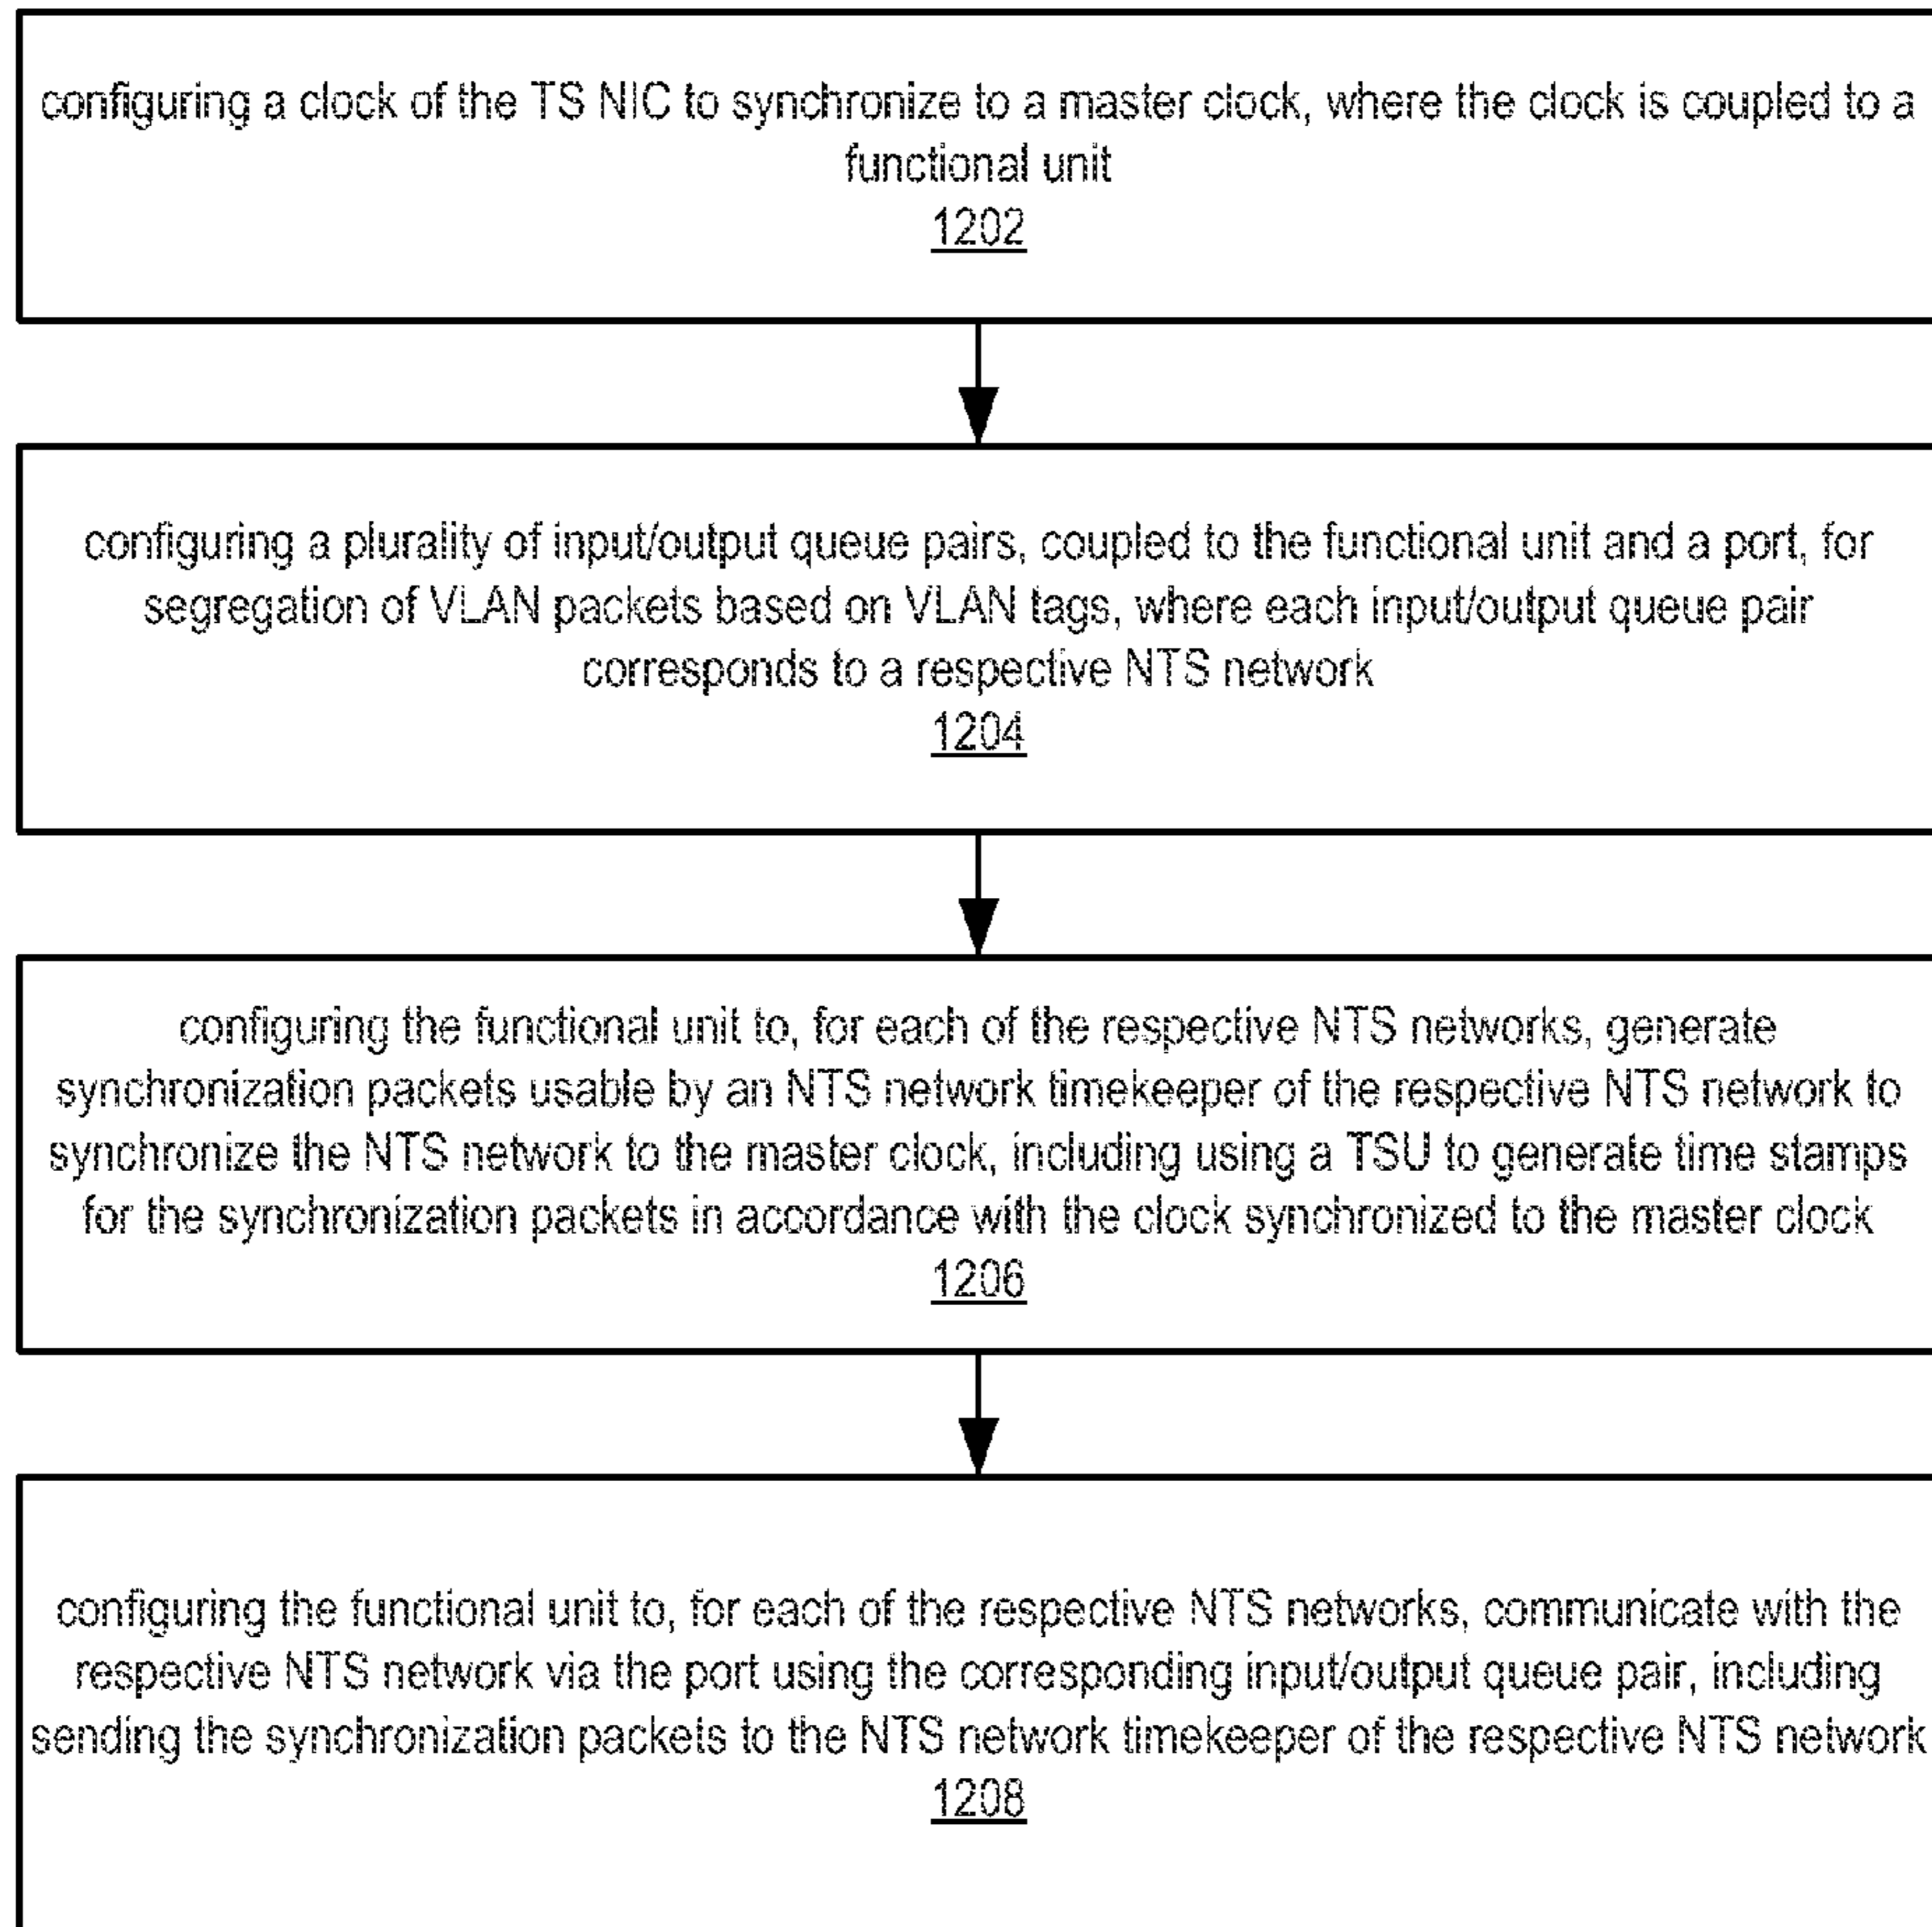 configuring a clock of the TS NIC to synchronize to a master clock, where the clock is coupled to a
functional unit
1202
configuring a plurality of input/output queue pairs, coupled to the functional unit and a port, for
segregation of VLAN packets based on VLAN tags, where each input/output queue pair
corresponds to a respective NTS network
1204
configuring the functional unit to, for each of the respective NTS networks, generate
synchronization packets usable by an NTS network timekeeper of the respective NTS network to
synchronize the NTS network to the master clock, including using a TSU to generate time stamps
for the synchronization packets in accordance with the clock synchronized to the master clock
1206
configuring the functional unit to, for each of the respective NTS networks, communicate with the
respective NTS network via the port using the corresponding input/output queue pair, including
sending the synchronization packets to the NTS network timekeeper of the respective NTS network
1208